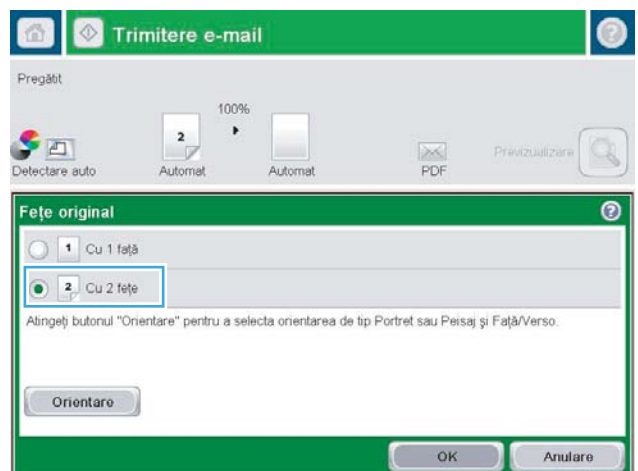 Trimitere e-mail
Pregătit
100%
2
Detectare auto
Automat
Automat
PDF
Previzualizare
Fețe original
1 Cu 1 față
2 Cu 2 fețe
Atingeți butonul "Orientare" pentru a selecta orientarea de tip Portret sau Peisaj și Față/Verso.
Orientare
OK
Anulare